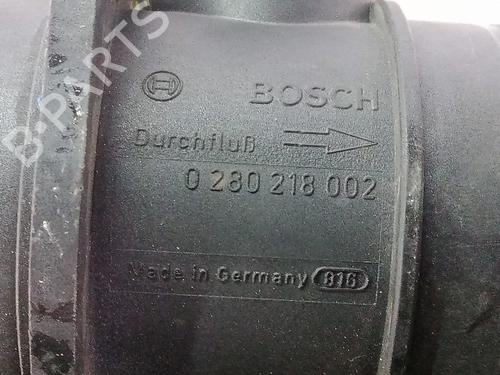 BOSCH
Durchfluß
0 280 218 002
Made in Germany 816
B-PARTS